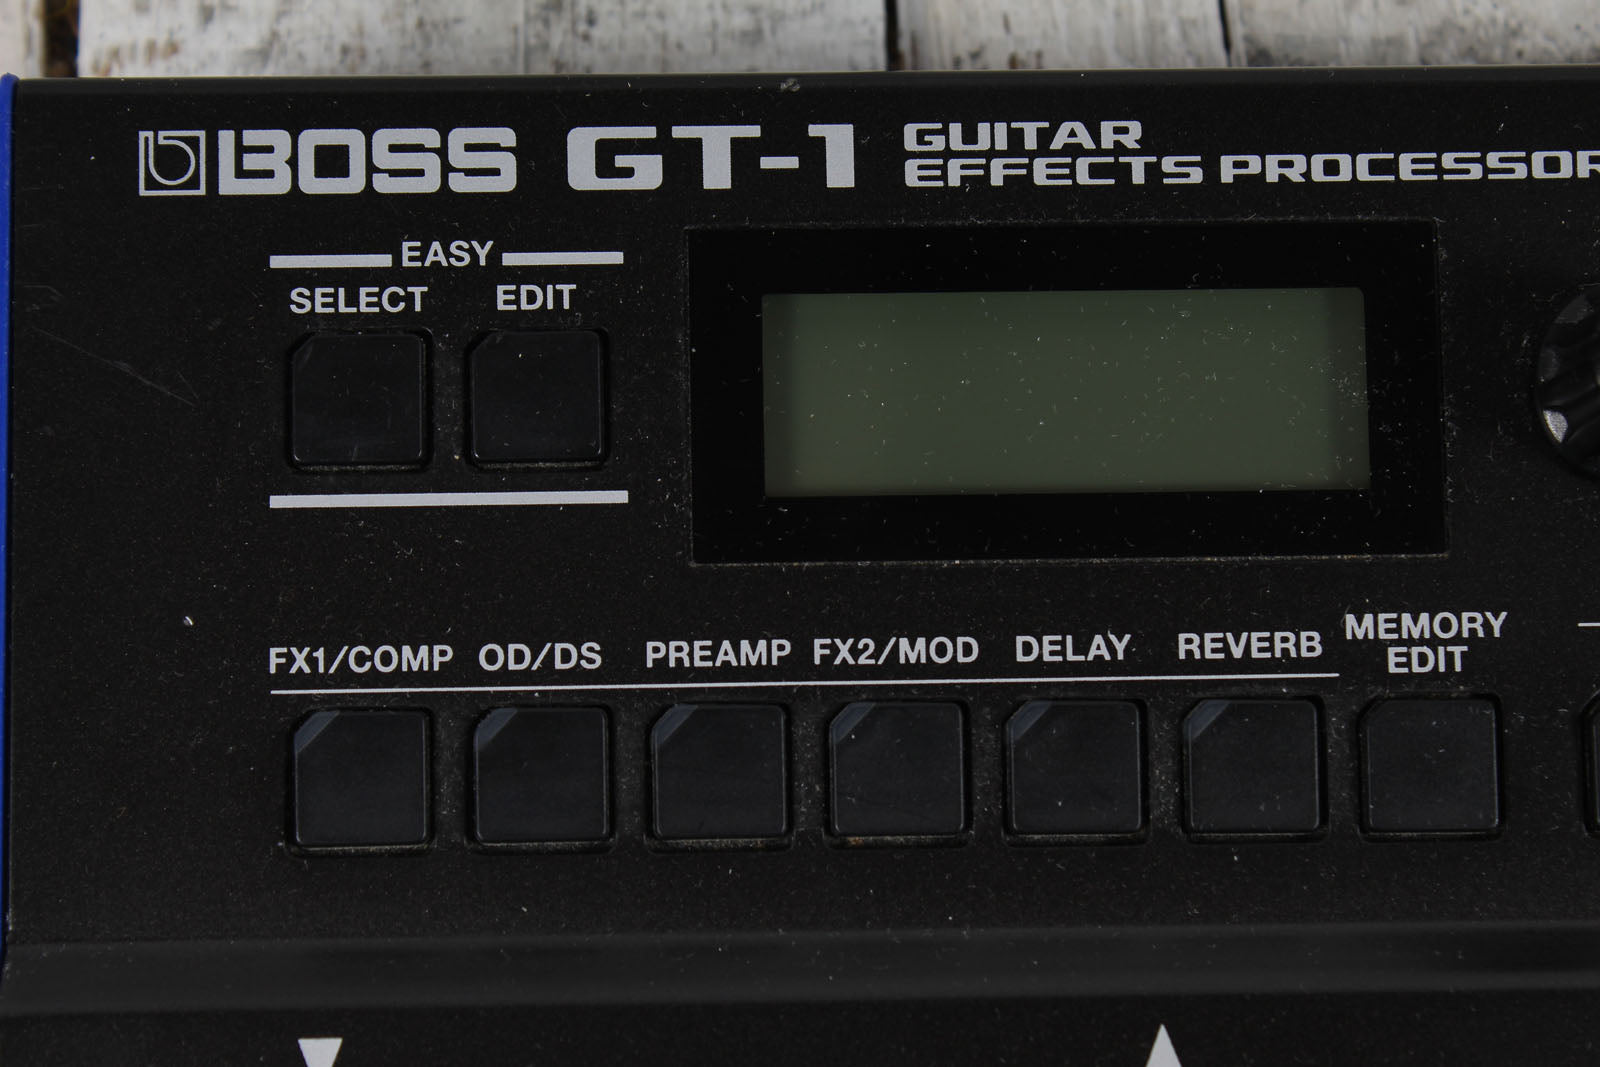 BOSS GT-1 GUITAR
EFFECTS PROCESSOR
EASY
SELECT EDIT
FX1/COMP OD/DS PREAMP FX2/MOD DELAY REVERB MEMORY
EDIT